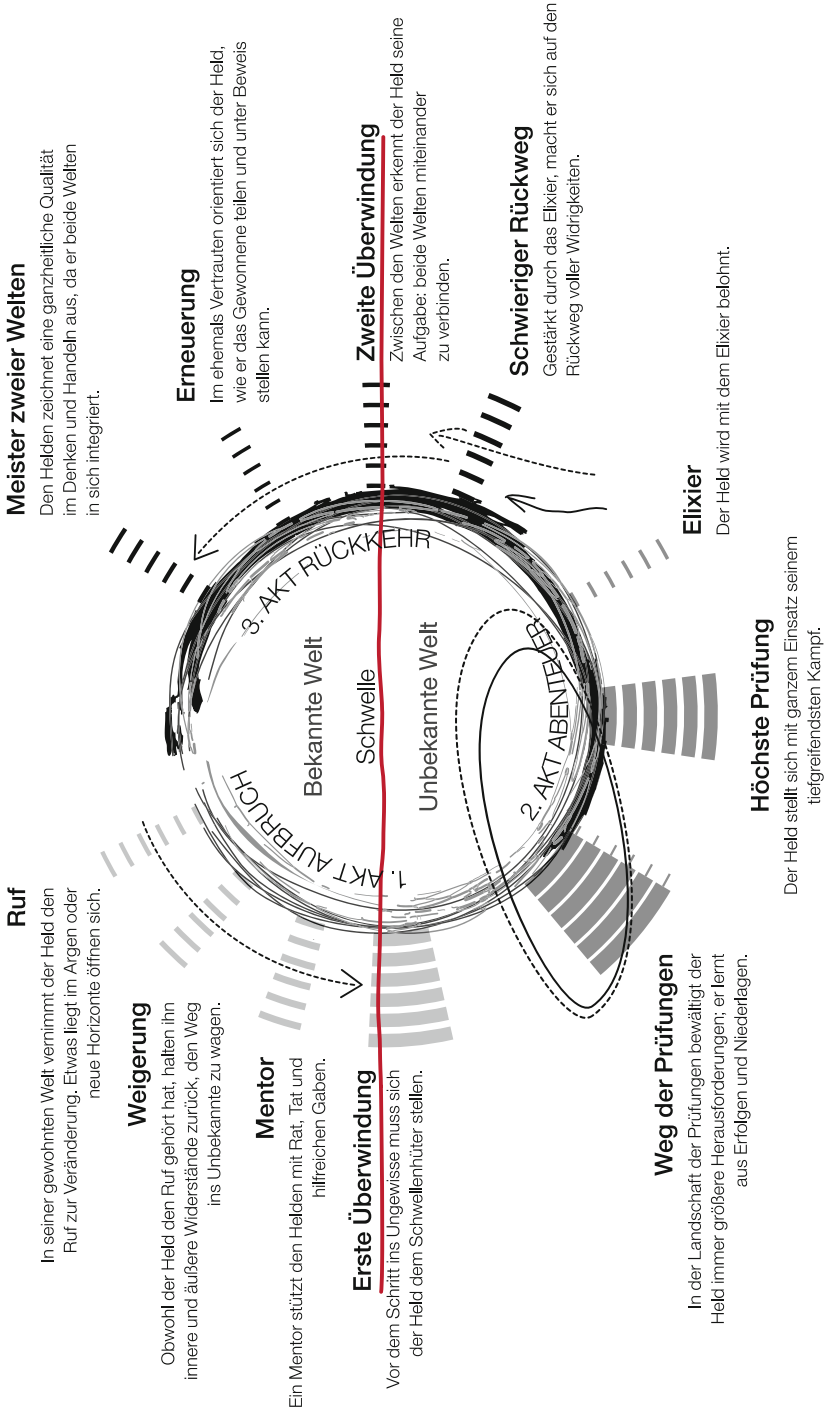 Ruf
In seiner gewohnten Welt vernimmt der Held den
Ruf zur Veränderung. Etwas liegt im Argen oder
neue Horizonte öffnen sich.
Weigerung
Obwohl der Held den Ruf gehört hat, halten ihn
innere und äußere Widerstände zurück, den Weg
ins Unbekannte zu wagen.
Mentor
Ein Mentor stützt den Helden mit Rat, Tat und
hilfreichen Gaben.
Erste Überwindung
Vor dem Schritt ins Ungewisse muss sich
der Held dem Schwellenhüter stellen.
Weg der Prüfungen
In der Landschaft der Prüfungen bewältigt der
Held immer größere Herausforderungen; er lernt
aus Erfolgen und Niederlagen.
Höchste Prüfung
Der Held stellt sich mit ganzem Einsatz seinem
tiefgreifendsten Kampf.
Elixier
Der Held wird mit dem Elixier belohnt.
Schwieriger Rückweg
Gestärkt durch das Elixier, macht er sich auf den
Rückweg voller Widrigkeiten.
Zweite Überwindung
Zwischen den Welten erkennt der Held seine
Aufgabe: beide Welten miteinander
zu verbinden.
Erneuerung
Im ehemals Vertrauten orientiert sich der Held,
wie er das Gewonnene teilen und unter Beweis
stellen kann.
Meister zweier Welten
Den Helden zeichnet eine ganzheitliche Qualität
im Denken und Handeln aus, da er beide Welten
in sich integriert.
1. AKT AUFBRUCH
2. AKT ABENTEUER
3. AKT RÜCKKEHR
Bekannte Welt
Schwelle
Unbekannte Welt